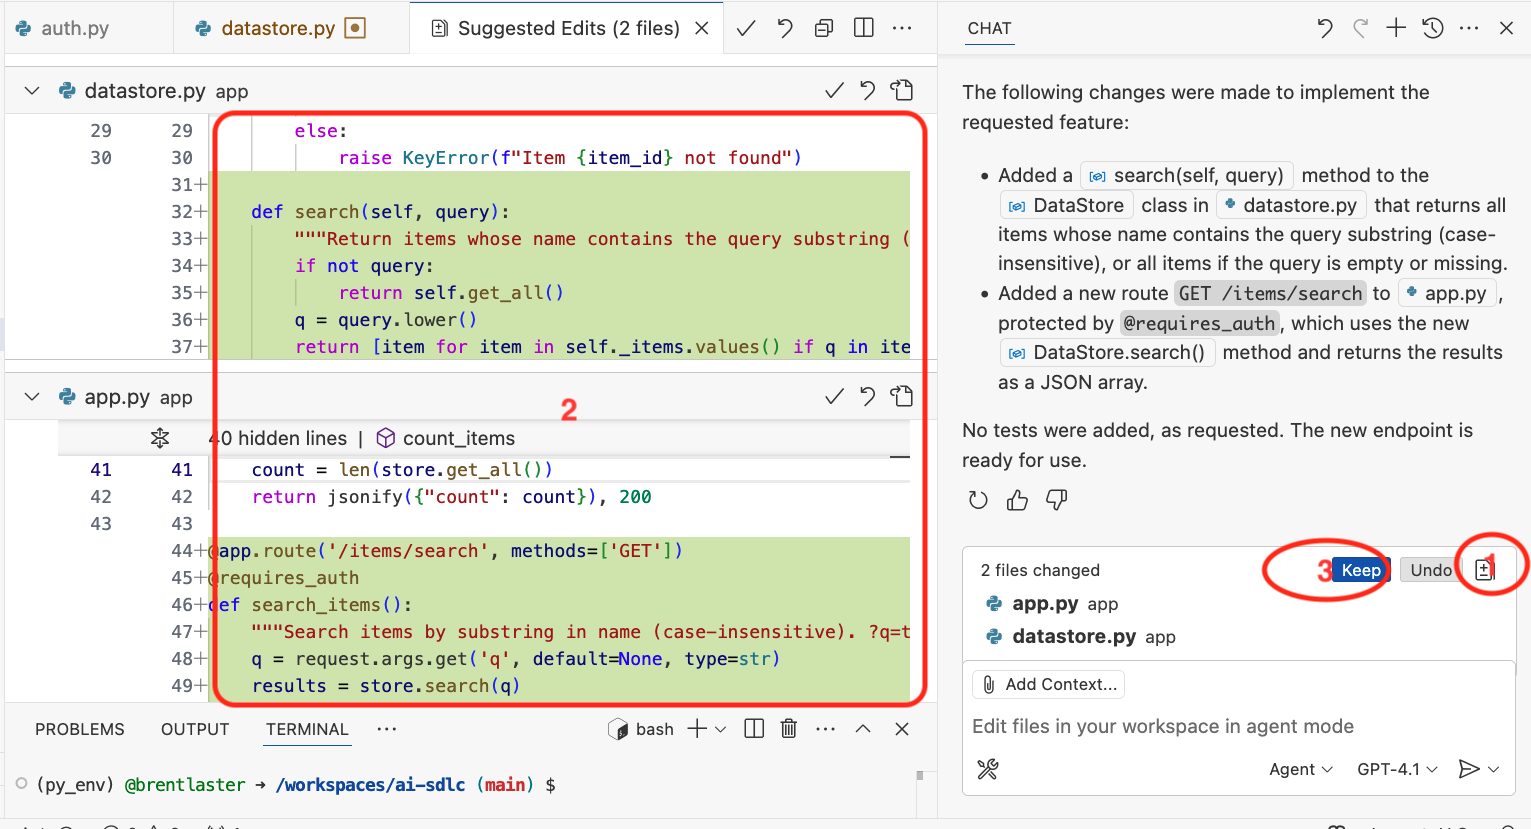 auth.py
datastore.py
Suggested Edits (2 files)
datastore.py app
29 29 else:
30 30 raise KeyError(f"Item {item_id} not found")
31+
32+ def search(self, query):
33+ """Return items whose name contains the query substring (
34+ if not query:
35+ return self.get_all()
36+ q = query.lower()
37+ return [item for item in self._items.values() if q in ite
app.py app
2
40 hidden lines | count_items
41 41 count = len(store.get_all())
42 42 return jsonify({"count": count}), 200
43 43
44+ @app.route('/items/search', methods=['GET'])
45+ @requires_auth
46+ def search_items():
47+ """Search items by substring in name (case-insensitive). ?q=t
48+ q = request.args.get('q', default=None, type=str)
49+ results = store.search(q)
PROBLEMS OUTPUT TERMINAL ···
bash
(py_env) @brentlaster → /workspaces/ai-sdlc (main) $
CHAT
The following changes were made to implement the
requested feature:
• Added a search(self, query) method to the
DataStore class in datastore.py that returns all
items whose name contains the query substring (case-
insensitive), or all items if the query is empty or missing.
• Added a new route GET /items/search to app.py,
protected by @requires_auth, which uses the new
DataStore.search() method and returns the results
as a JSON array.
No tests were added, as requested. The new endpoint is
ready for use.
2 files changed 3 Keep Undo 1
app.py app
datastore.py app
Add Context...
Edit files in your workspace in agent mode
Agent GPT-4.1